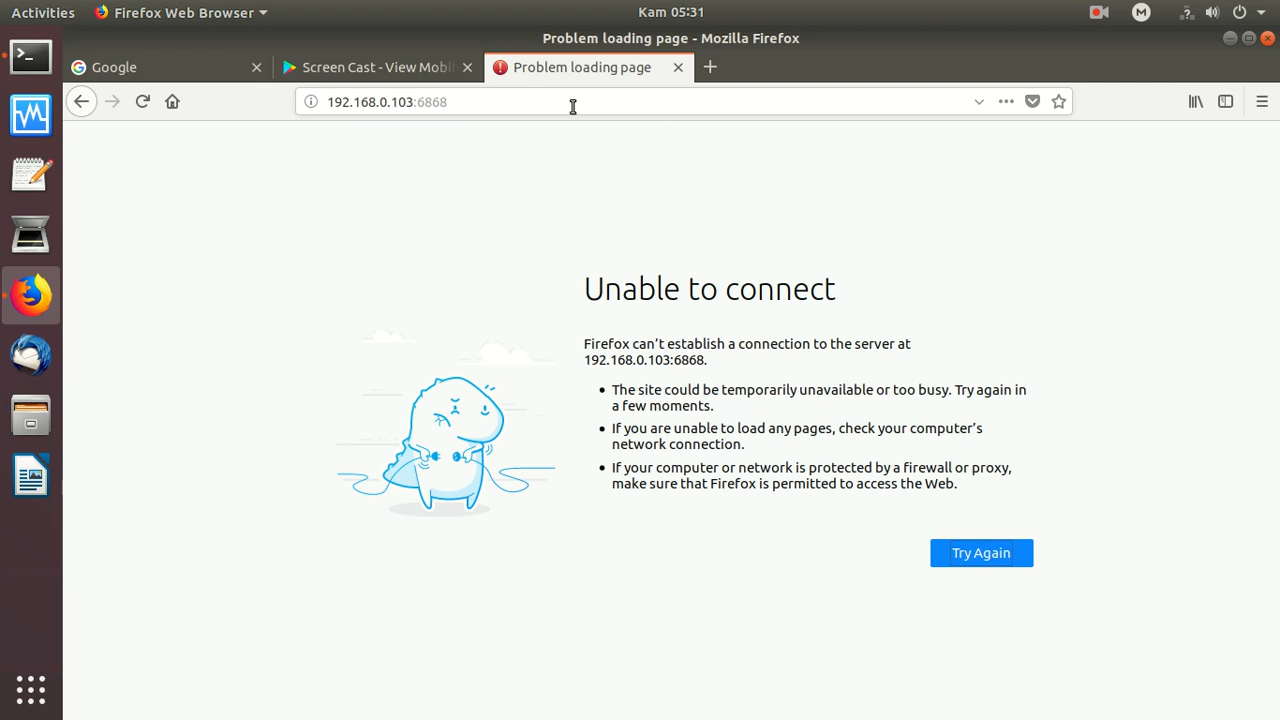 Activities
Firefox Web Browser
Kam 05:31
M
?
Problem loading page - Mozilla Firefox
Google
Screen Cast - View Mobil
Problem loading page
192.168.0.103:6868
Unable to connect
Firefox can’t establish a connection to the server at
192.168.0.103:6868.
• The site could be temporarily unavailable or too busy. Try again in
a few moments.
• If you are unable to load any pages, check your computer’s
network connection.
• If your computer or network is protected by a firewall or proxy,
make sure that Firefox is permitted to access the Web.
Try Again